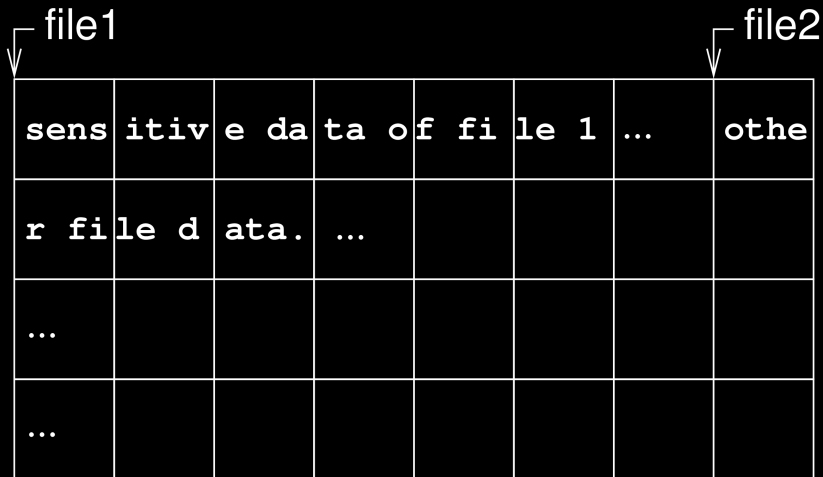 file1 file2
sens itiv e da ta o f fi le 1 ... othe
r fi le d ata. ...
...
...